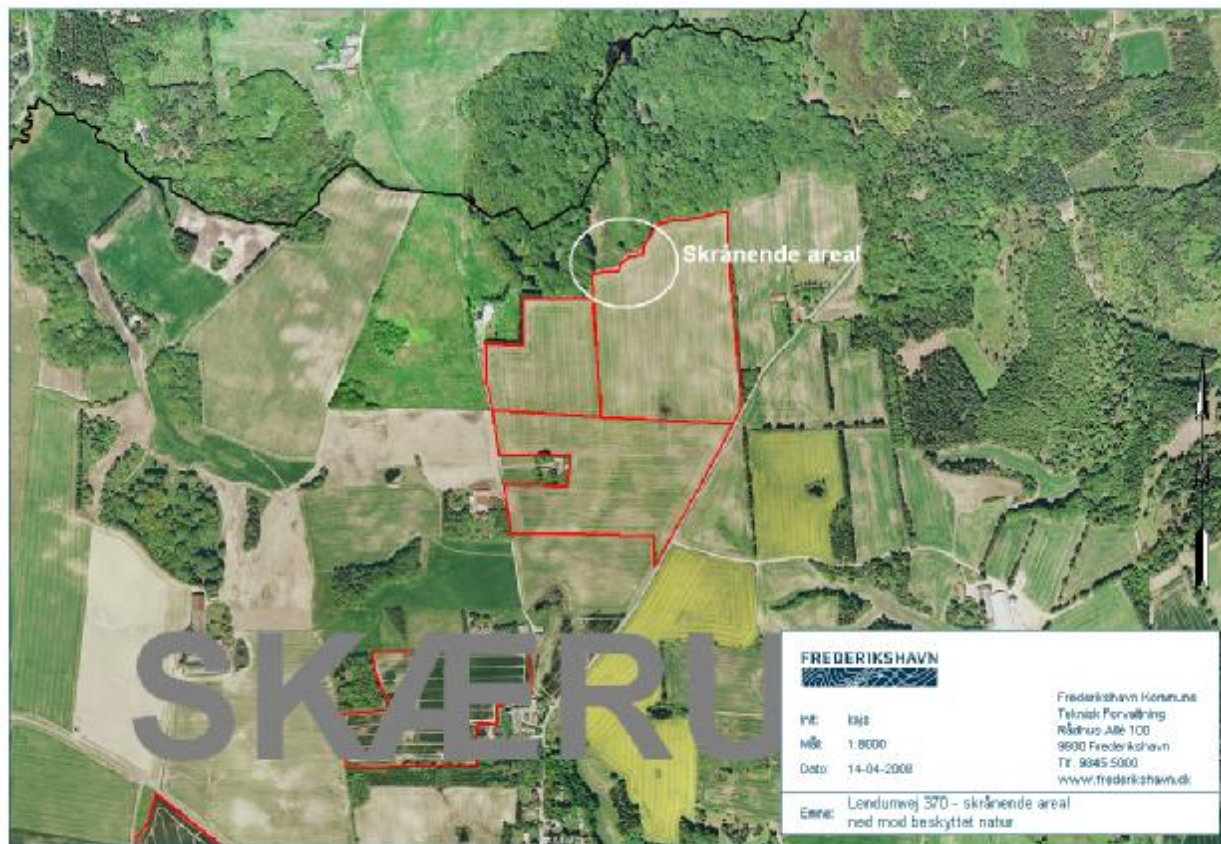 Skrånende areal
SKÆRU
FREDERIKSHAVN
Init: kajs
Mål: 1:8000
Dato: 14-04-2008
Frederikshavn Kommune
Teknisk Forvaltning
Rådhus Allé 100
9900 Frederikshavn
Tlf. 9845 5000
www.frederikshavn.dk
Emne: Lendumvej 370 - skrånende areal
ned mod beskyttet natur